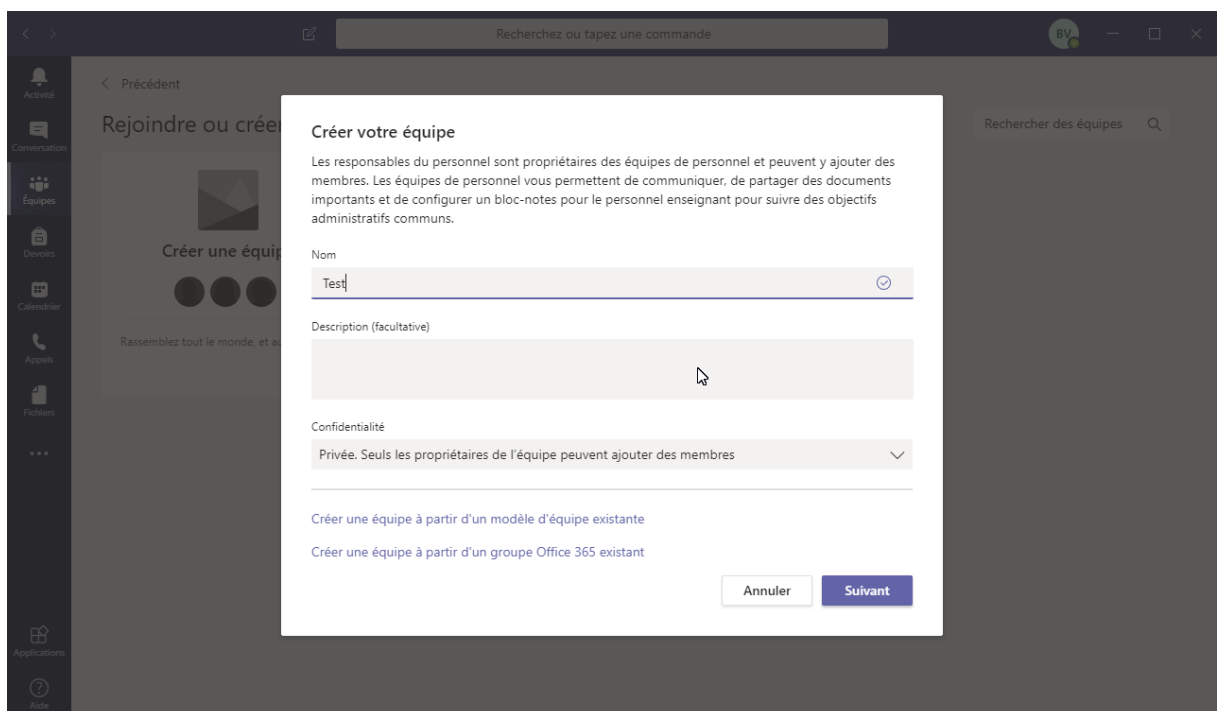 Recherchez ou tapez une commande
BV
Activité
Conversation
Équipes
Devoirs
Calendrier
Appels
Fichiers
Applications
Aide
Précédent
Rejoindre ou créer
Rechercher des équipes
Créer une équip
Rassemblez tout le monde, et au
Créer votre équipe
Les responsables du personnel sont propriétaires des équipes de personnel et peuvent y ajouter des
membres. Les équipes de personnel vous permettent de communiquer, de partager des documents
importants et de configurer un bloc-notes pour le personnel enseignant pour suivre des objectifs
administratifs communs.
Nom
Test
Description (facultative)
Confidentialité
Privée. Seuls les propriétaires de l'équipe peuvent ajouter des membres
Créer une équipe à partir d'un modèle d'équipe existante
Créer une équipe à partir d'un groupe Office 365 existant
Annuler
Suivant